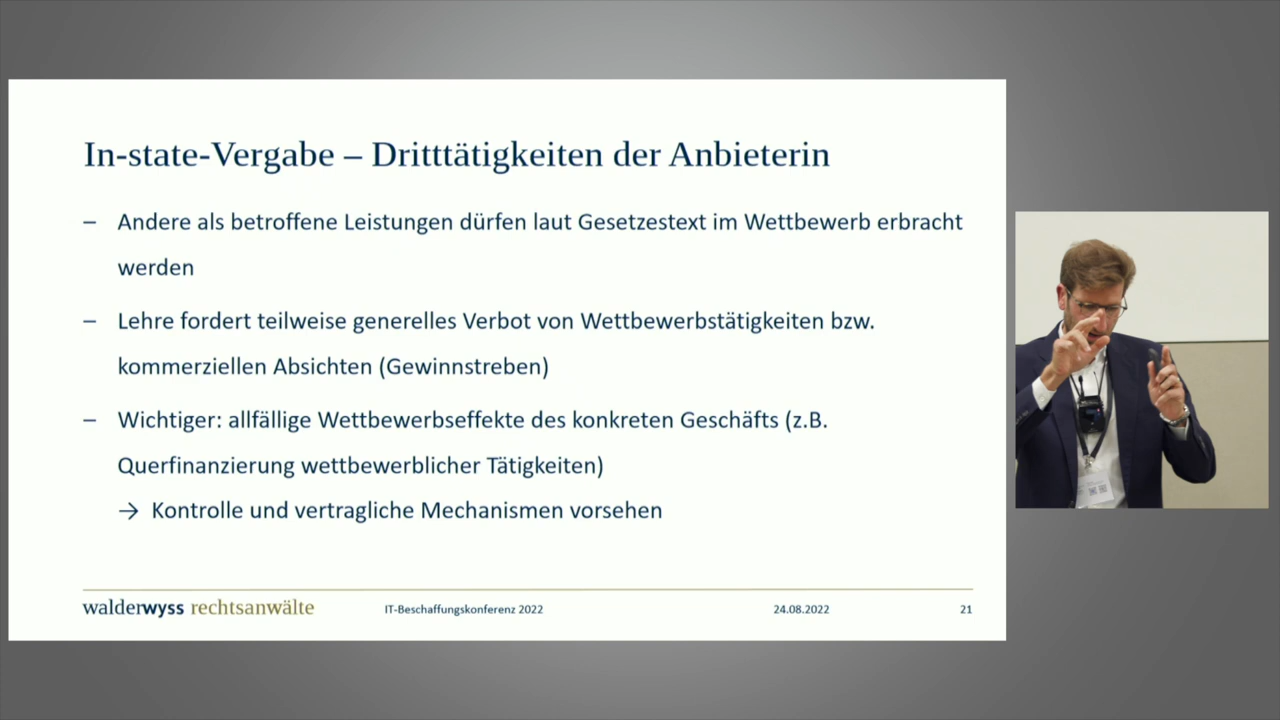 In-state-Vergabe – Dritttätigkeiten der Anbieterin
– Andere als betroffene Leistungen dürfen laut Gesetzestext im Wettbewerb erbracht
werden
– Lehre fordert teilweise generelles Verbot von Wettbewerbstätigkeiten bzw.
kommerziellen Absichten (Gewinnstreben)
– Wichtiger: allfällige Wettbewerbseffekte des konkreten Geschäfts (z.B.
Querfinanzierung wettbewerblicher Tätigkeiten)
→ Kontrolle und vertragliche Mechanismen vorsehen
walderwyss rechtsanwälte IT-Beschaffungskonferenz 2022 24.08.2022 21